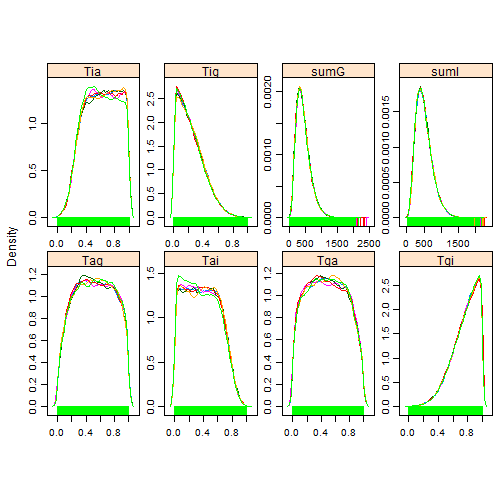 Tia Tig sumG sumI
0.0 0.5 1.0
0.0 0.5 1.0 1.5 2.0 2.5
0.0000 0.0010 0.0020
0.0000 0.0005 0.0010 0.0015
0.0 0.4 0.8 0.0 0.4 0.8 0 500 1500 2500 0 500 1500
Density
Tag Tai Tga Tgi
0.0 0.2 0.4 0.6 0.8 1.0 1.2
0.0 0.5 1.0 1.5
0.0 0.2 0.4 0.6 0.8 1.0 1.2
0.0 0.5 1.0 1.5 2.0 2.5
0.0 0.4 0.8 0.0 0.4 0.8 0.0 0.4 0.8 0.0 0.4 0.8